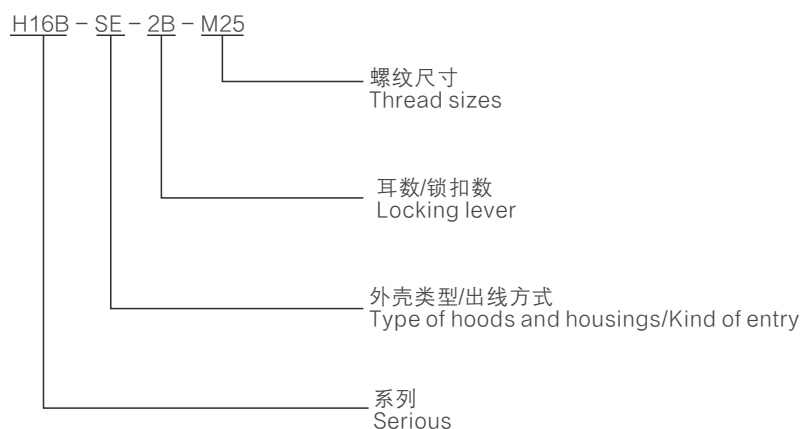 H16B – SE – 2B – M25
螺纹尺寸
Thread sizes
耳数/锁扣数
Locking lever
外壳类型/出线方式
Type of hoods and housings/Kind of entry
系列
Serious